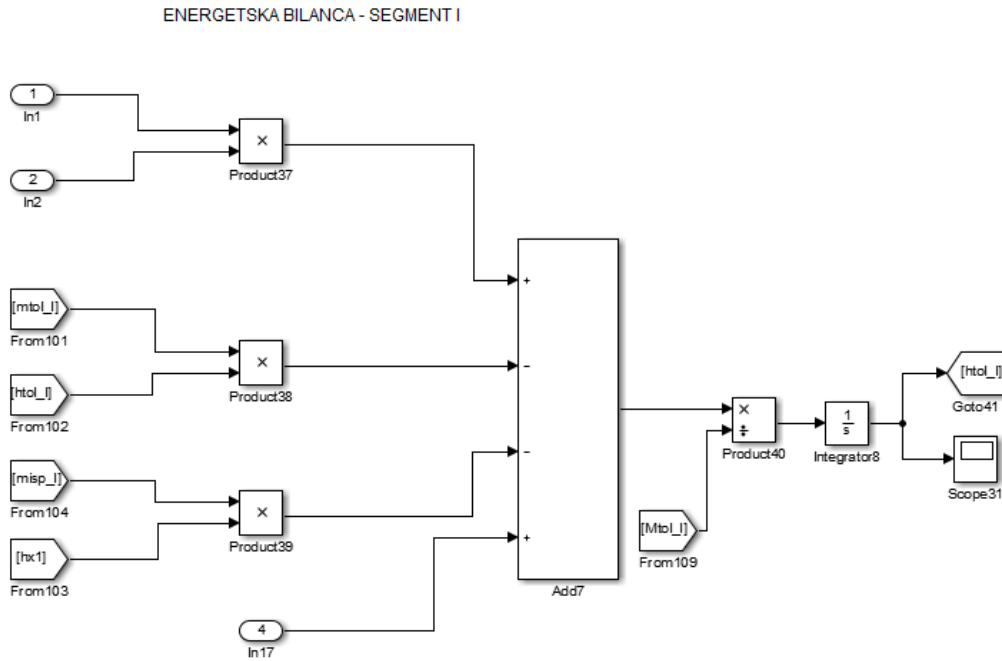 ENERGETSKA BILANCA - SEGMENT I
1
In1
2
In2
×
Product37
[mtol_I]
From101
[htol_I]
From102
×
Product38
[misp_I]
From104
[hx1]
From103
×
Product39
4
In17
+
−
−
+
Add7
[Mtol_I]
From109
×
÷
Product40
1
s
Integrator8
[htol_I]
Goto41
Scope31